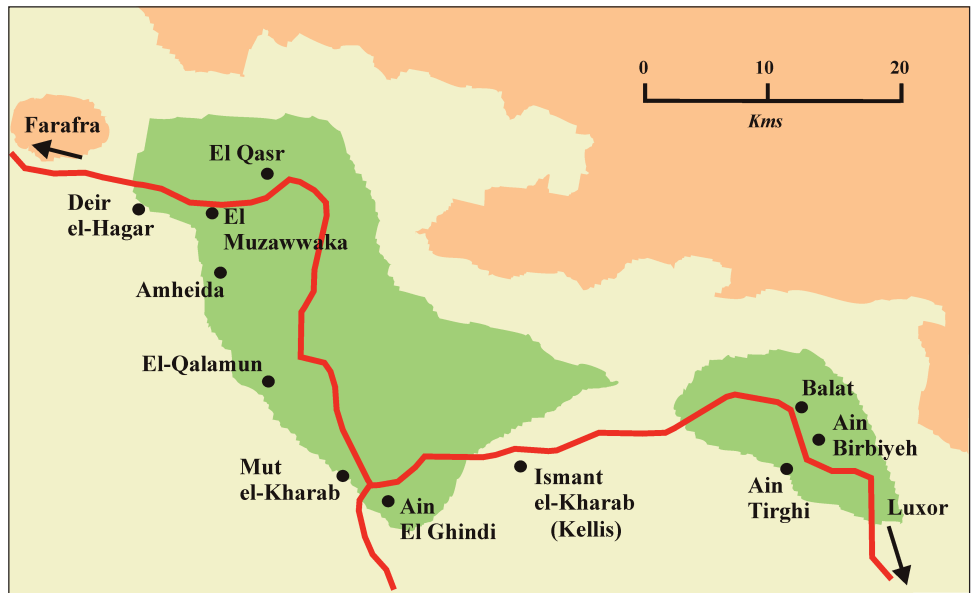 0 10 20
Kms
Farafra
El Qasr
Deir
el-Hagar
El
Muzawwaka
Amheida
El-Qalamun
Balat
Ain
Birbiyeh
Mut
el-Kharab
Ismant
el-Kharab
(Kellis)
Ain
Tirghi
Ain
El Ghindi
Luxor